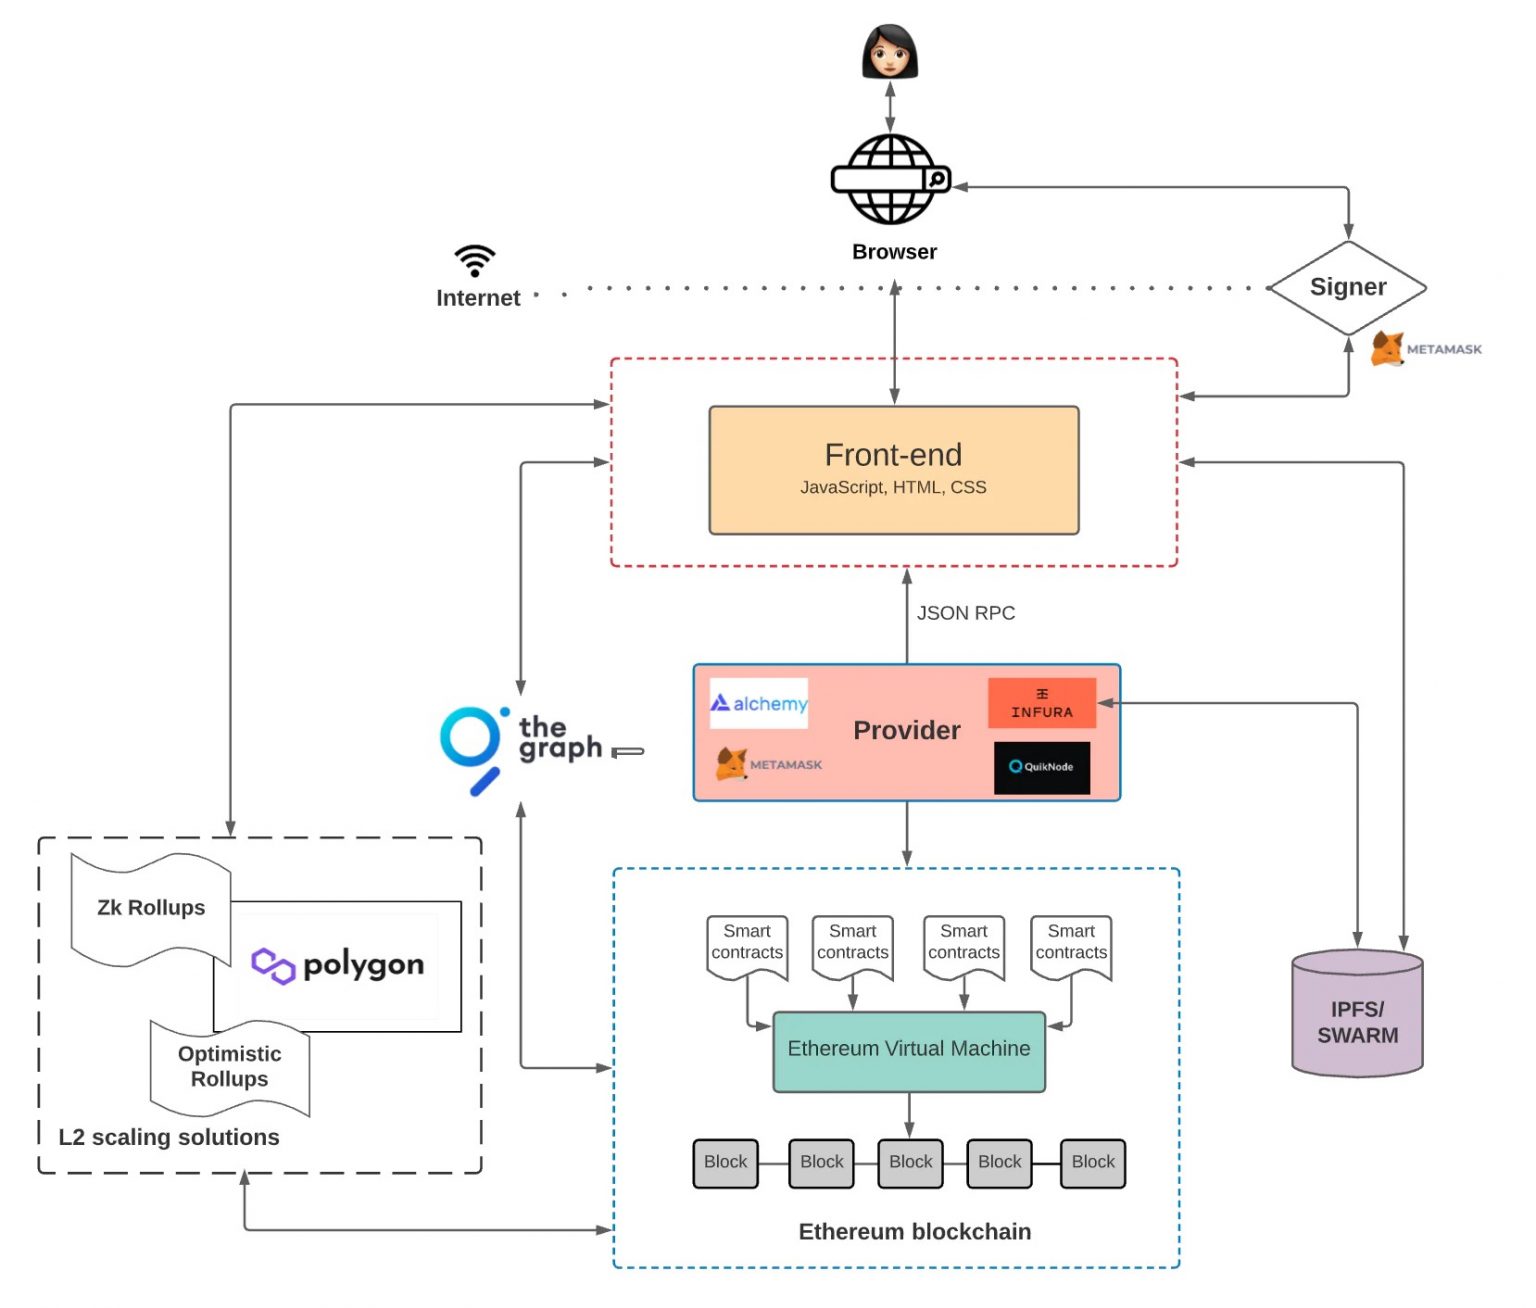 Browser
Internet
Signer
METAMASK
Front-end
JavaScript, HTML, CSS
JSON RPC
the
graph
alchemy
Provider
INFURA
METAMASK
QuikNode
Zk Rollups
polygon
Optimistic
Rollups
L2 scaling solutions
Smart
contracts
Smart
contracts
Smart
contracts
Smart
contracts
Ethereum Virtual Machine
Block
Block
Block
Block
Block
Ethereum blockchain
IPFS/
SWARM